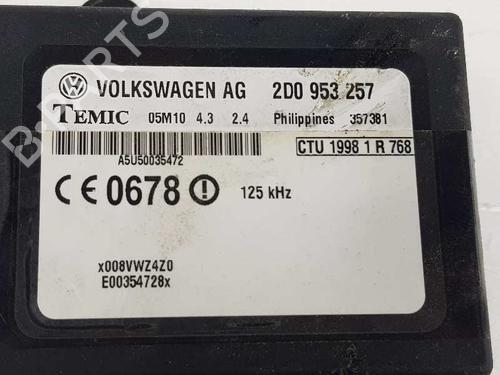 VOLKSWAGEN AG 2D0 953 257
TEMIC 05M10 4.3 2.4 Philippines 357381
A5U50035472
CTU 1998 1 R 768
CE 0678 125 kHz
x008VWZ4Z0
E00354728x
B-PARTS